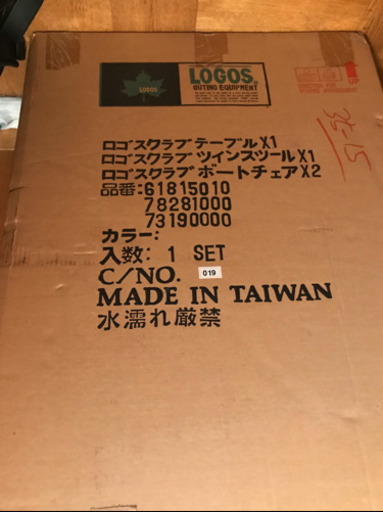 LOGOS
OUTING EQUIPMENT
LOGOS
UP
ロゴスクラブテーブルX1
ロゴスクラブツインスツールX1
ロゴスクラブボートチェアX2
品番:61815010
78281000
73190000
カラー:
入数: 1 SET
C/NO. 019
MADE IN TAIWAN
水濡れ厳禁